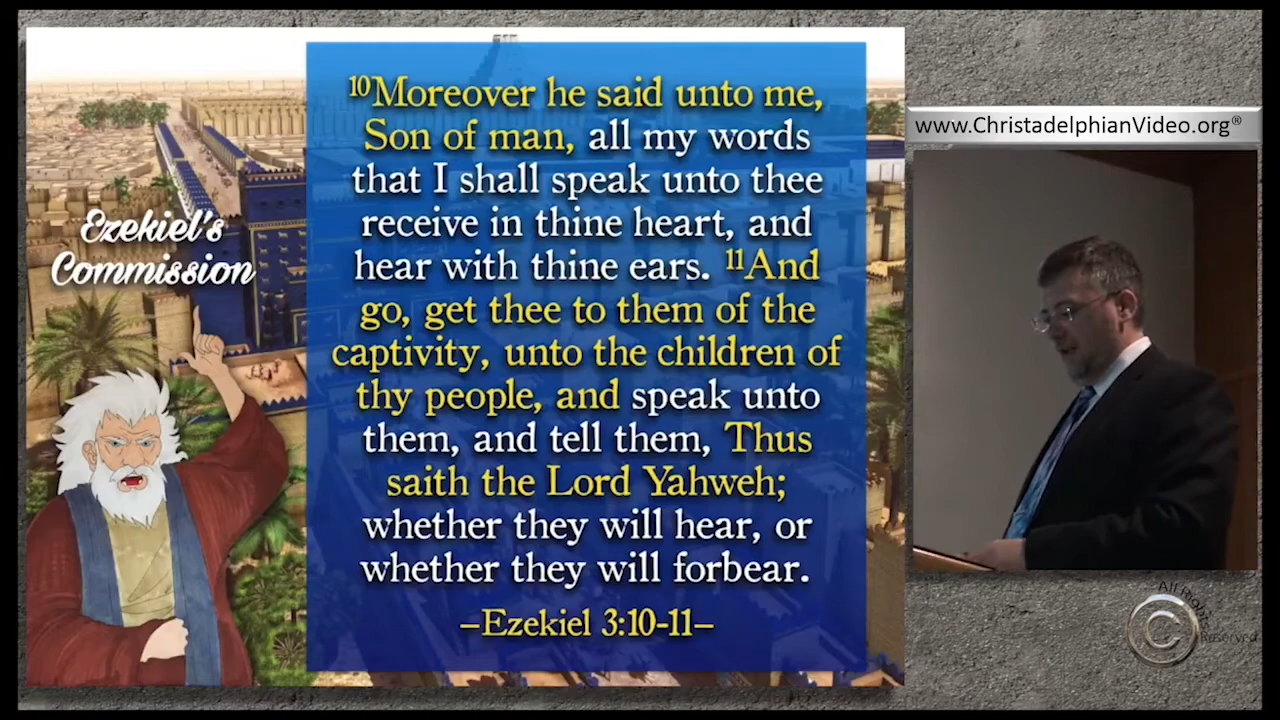 Ezekiel's
Commission
¹⁰Moreover he said unto me,
Son of man, all my words
that I shall speak unto thee
receive in thine heart, and
hear with thine ears. ¹¹And
go, get thee to them of the
captivity, unto the children of
thy people, and speak unto
them, and tell them, Thus
saith the Lord Yahweh;
whether they will hear, or
whether they will forbear.
–Ezekiel 3:10-11–
www.ChristadelphianVideo.org®
All Rights
C
Reserved